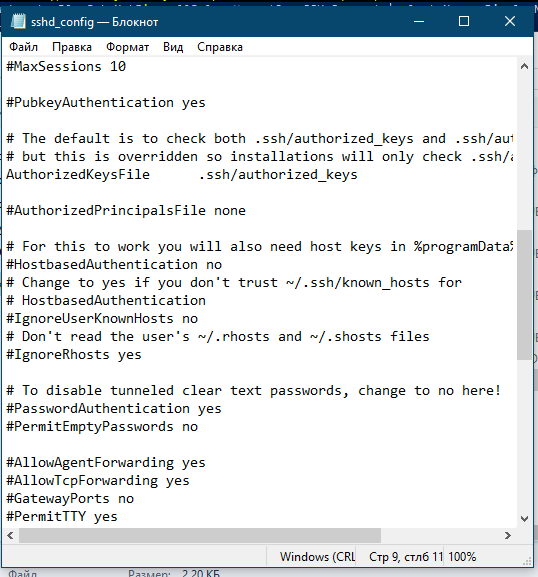 sshd_config — Блокнот
Файл Правка Формат Вид Справка
#MaxSessions 10
#PubkeyAuthentication yes
# The default is to check both .ssh/authorized_keys and .ssh/aut
# but this is overridden so installations will only check .ssh/a
AuthorizedKeysFile .ssh/authorized_keys
#AuthorizedPrincipalsFile none
# For this to work you will also need host keys in %programData%
#HostbasedAuthentication no
# Change to yes if you don't trust ~/.ssh/known_hosts for
# HostbasedAuthentication
#IgnoreUserKnownHosts no
# Don't read the user's ~/.rhosts and ~/.shosts files
#IgnoreRhosts yes
# To disable tunneled clear text passwords, change to no here!
#PasswordAuthentication yes
#PermitEmptyPasswords no
#AllowAgentForwarding yes
#AllowTcpForwarding yes
#GatewayPorts no
#PermitTTY yes
Windows (CRL Стр 9, стлб 11 100%
Файл Размер: 2,20 КБ